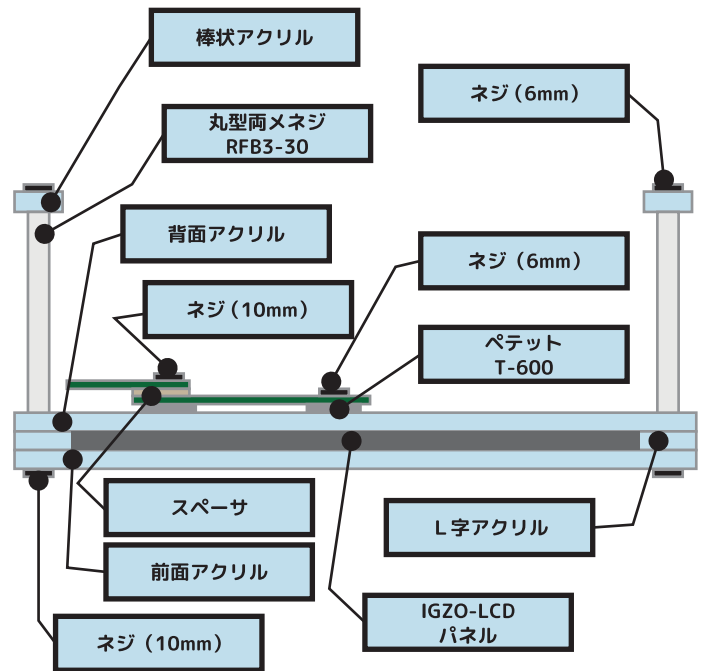 棒状アクリル
ネジ（6mm）
丸型両メネジ
RFB3-30
背面アクリル
ネジ（6mm）
ネジ（10mm）
ペテット
T-600
スペーサ
L字アクリル
前面アクリル
IGZO-LCD
パネル
ネジ（10mm）